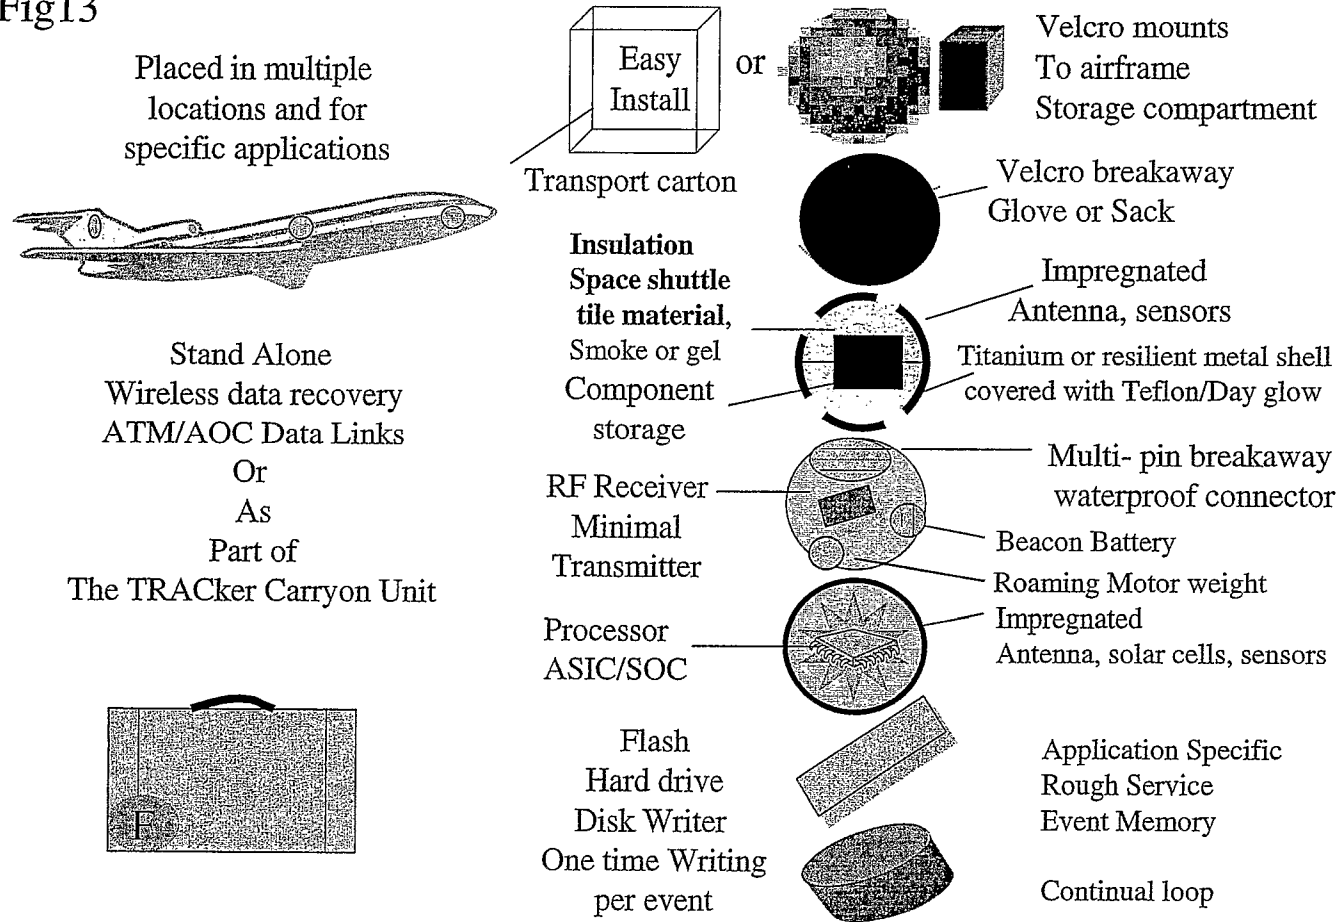 Fig13
Placed in multiple
locations and for
specific applications
Stand Alone
Wireless data recovery
ATM/AOC Data Links
Or
As
Part of
The TRACker Carryon Unit
F
Easy
Install
or
Velcro mounts
To airframe
Storage compartment
Transport carton
Velcro breakaway
Glove or Sack
Insulation
Space shuttle
tile material,
Smoke or gel
Component
storage
Impregnated
Antenna, sensors
Titanium or resilient metal shell
covered with Teflon/Day glow
RF Receiver
Minimal
Transmitter
Multi- pin breakaway
waterproof connector
Beacon Battery
Roaming Motor weight
Processor
ASIC/SOC
Impregnated
Antenna, solar cells, sensors
Flash
Hard drive
Disk Writer
One time Writing
per event
Application Specific
Rough Service
Event Memory
Continual loop